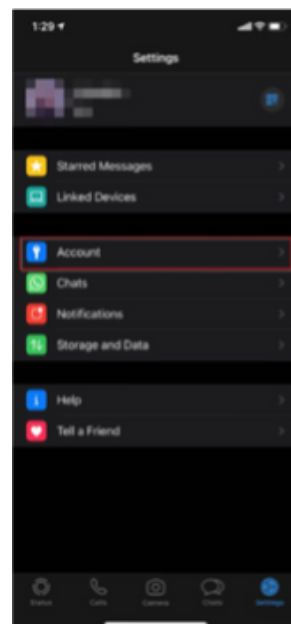 1:29
Settings
Starred Messages
Linked Devices
Account
Chats
Notifications
Storage and Data
Help
Tell a Friend
Status Calls Camera Chats Settings